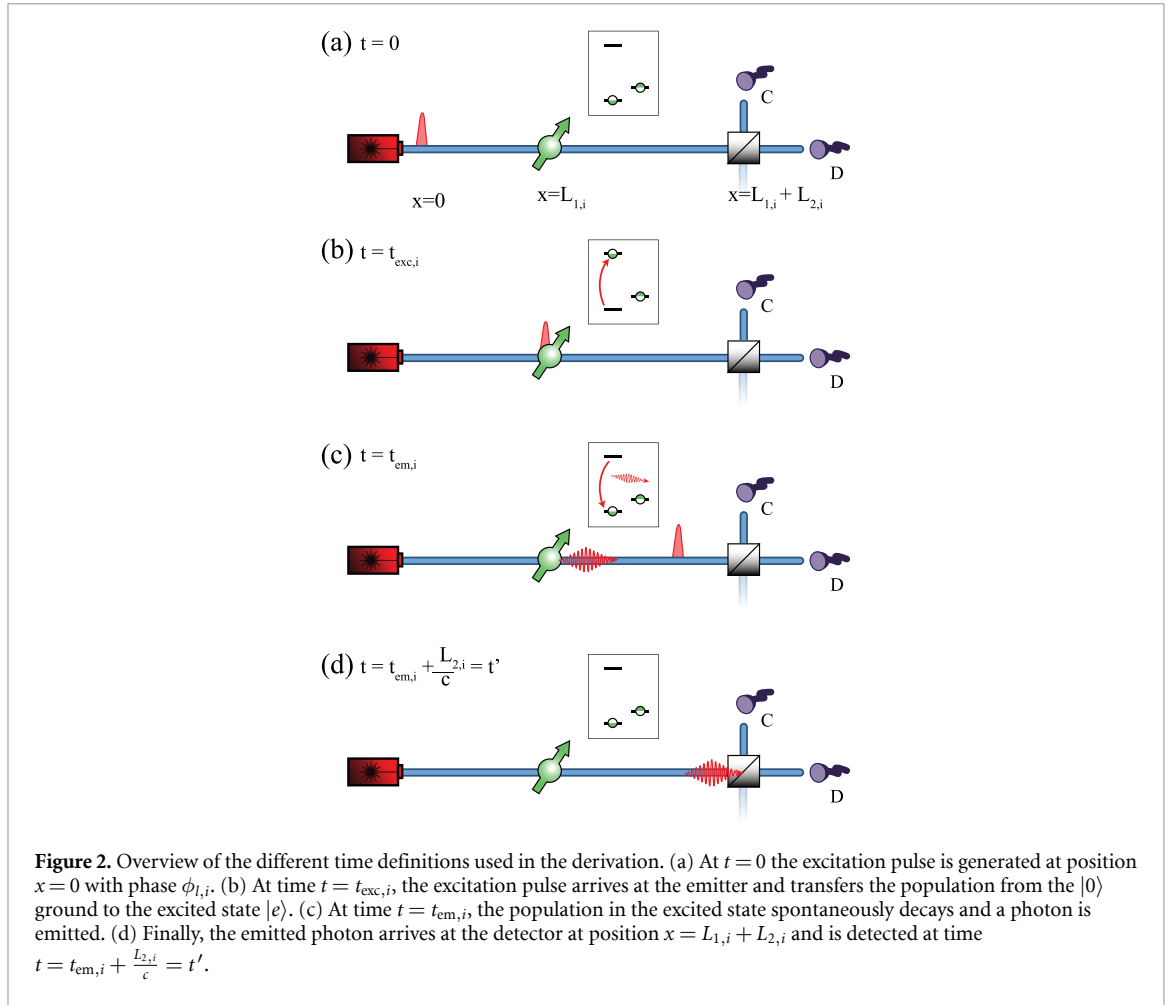 (a) t = 0
C
D
x=0
x=L1,i
x=L1,i + L2,i
(b) t = texc,i
C
D
(c) t = tem,i
C
D
(d) t = tem,i + L2,i/c = t’
C
D
Figure 2. Overview of the different time definitions used in the derivation. (a) At t = 0 the excitation pulse is generated at position
x = 0 with phase ϕl,i. (b) At time t = texc,i, the excitation pulse arrives at the emitter and transfers the population from the |0⟩
ground to the excited state |e⟩. (c) At time t = tem,i, the population in the excited state spontaneously decays and a photon is
emitted. (d) Finally, the emitted photon arrives at the detector at position x = L1,i + L2,i and is detected at time
t = tem,i + L2,i/c = t′.